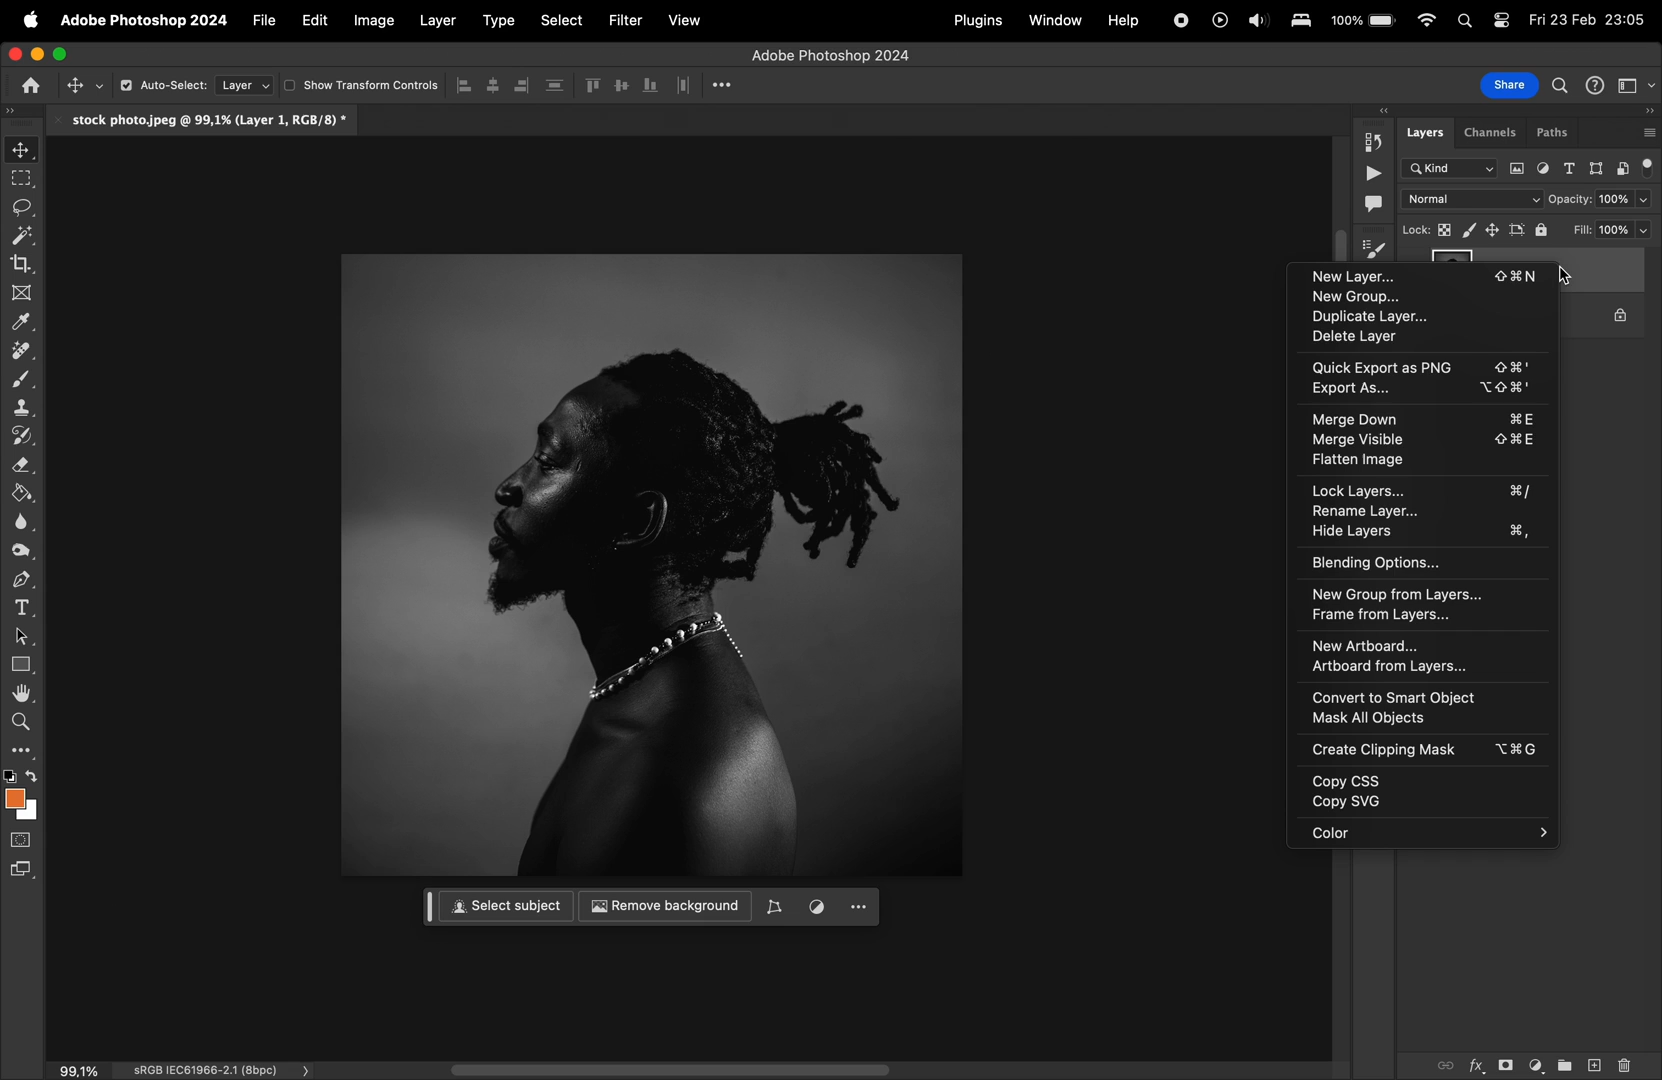 Adobe Photoshop 2024 File Edit Image Layer Type Select Filter View Plugins Window Help 100% Fri 23 Feb 23:05
Adobe Photoshop 2024
Auto-Select: Layer Show Transform Controls Share
stock photo.jpeg @ 99,1% (Layer 1, RGB/8) *
Layers Channels Paths
Kind
Normal Opacity: 100%
Lock: Fill: 100%
New Layer... ⇧⌘N
New Group...
Duplicate Layer...
Delete Layer
Quick Export as PNG ⇧⌘'
Export As... ⌥⇧⌘'
Merge Down ⌘E
Merge Visible ⇧⌘E
Flatten Image
Lock Layers... ⌘/
Rename Layer...
Hide Layers ⌘,
Blending Options...
New Group from Layers...
Frame from Layers...
New Artboard...
Artboard from Layers...
Convert to Smart Object
Mask All Objects
Create Clipping Mask ⌥⌘G
Copy CSS
Copy SVG
Color
Select subject Remove background
99,1% sRGB IEC61966-2.1 (8bpc)